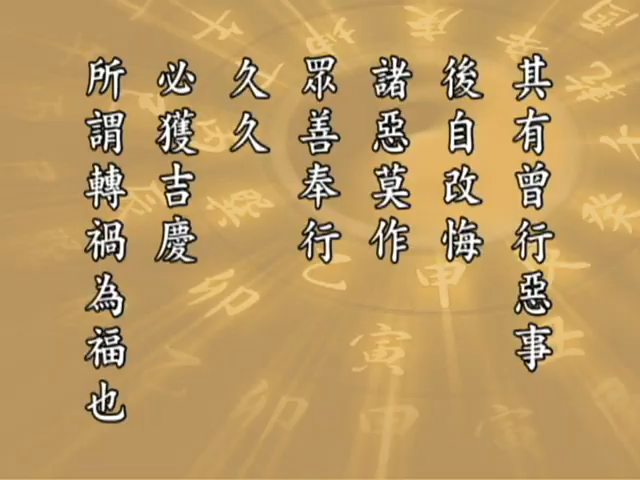 其有曾行惡事
後自改悔
諸惡莫作
眾善奉行
久久
必獲吉慶
所謂轉禍為福也